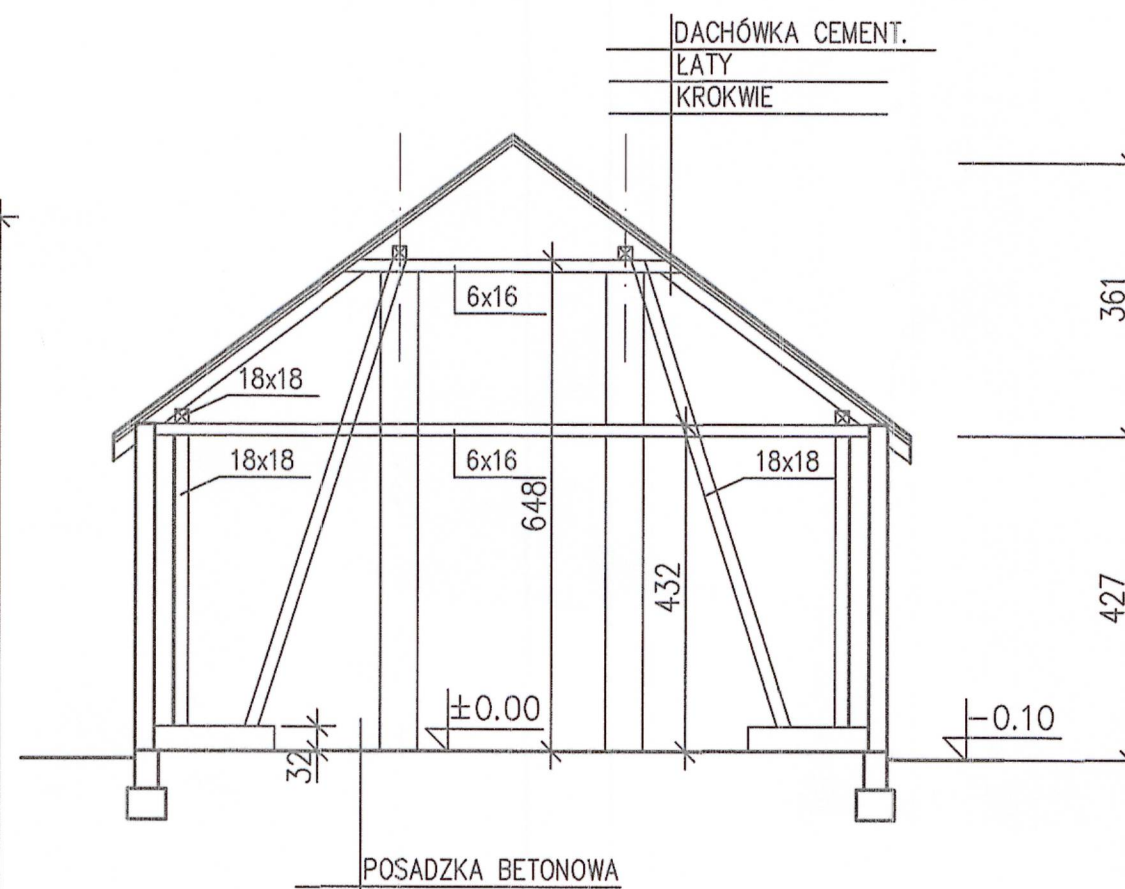 DACHÓWKA CEMENT.
ŁATY
KROKWIE
361
6x16
18x18
18x18
6x16
18x18
648
432
427
±0.00
-0.10
32
POSADZKA BETONOWA